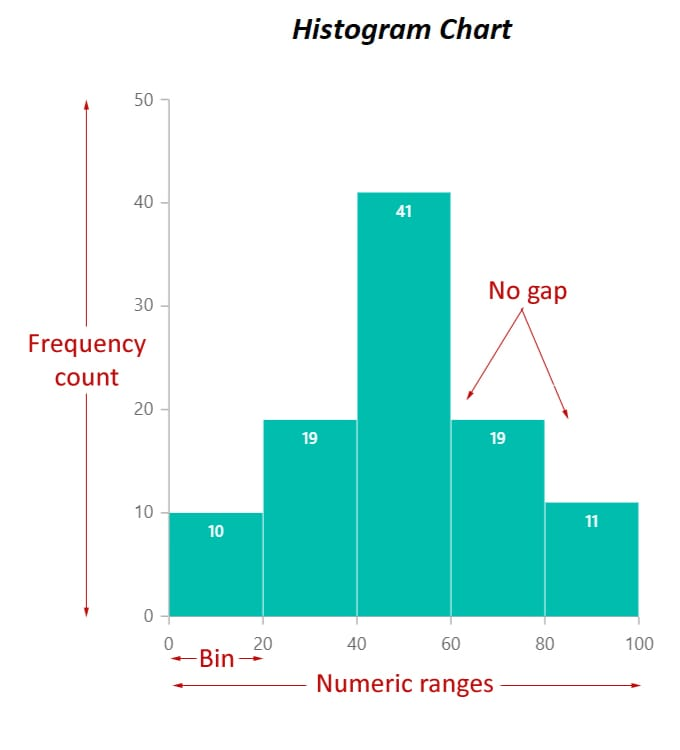 Histogram Chart
50
40
30
20
10
0
Frequency
count
41
No gap
19
19
10
11
0 20 40 60 80 100
Bin
Numeric ranges